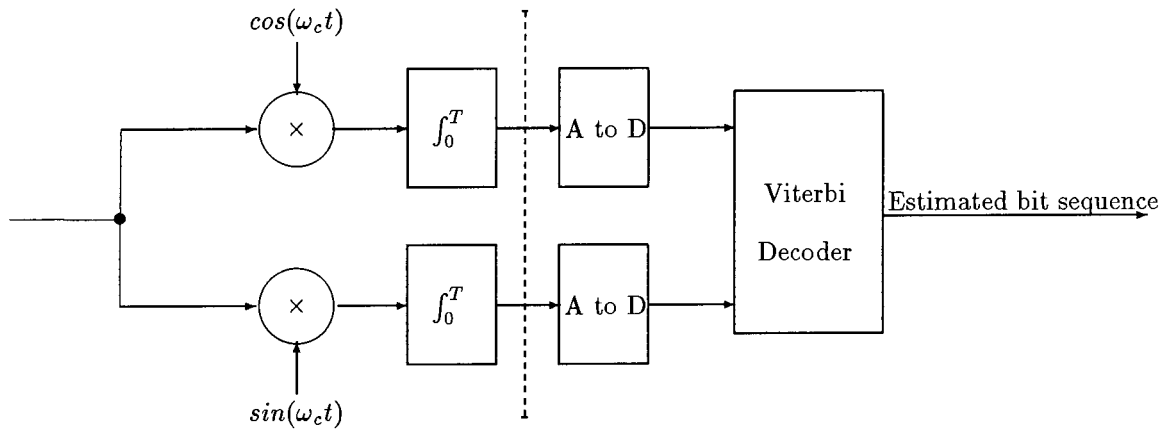 cos(ω_c t)
×
∫_0^T
A to D
Viterbi
Decoder
Estimated bit sequence
×
∫_0^T
A to D
sin(ω_c t)